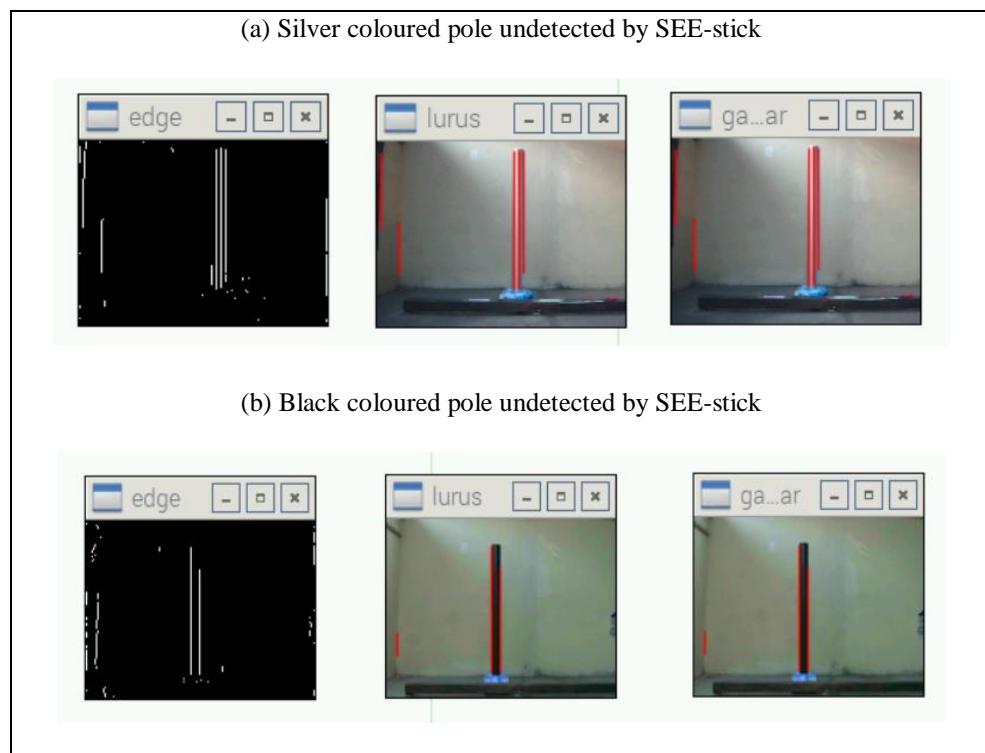 (a) Silver coloured pole undetected by SEE-stick
edge lurus ga...ar
(b) Black coloured pole undetected by SEE-stick
edge lurus ga...ar